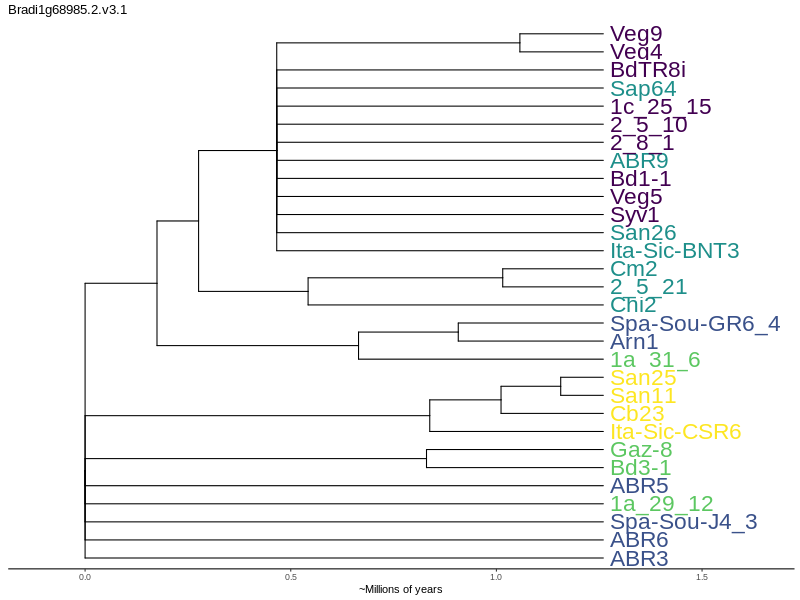 Bradi1g68985.2.v3.1
Veg9
Veg4
BdTR8i
Sap64
1c_25_15
2_5_10
2_8_1
ABR9
Bd1-1
Veg5
Syv1
San26
Ita-Sic-BNT3
Cm2
2_5_21
Chi2
Spa-Sou-GR6_4
Arn1
1a_31_6
San25
San11
Cb23
Ita-Sic-CSR6
Gaz-8
Bd3-1
ABR5
1a_29_12
Spa-Sou-J4_3
ABR6
ABR3
0.0 0.5 1.0 1.5
~Millions of years